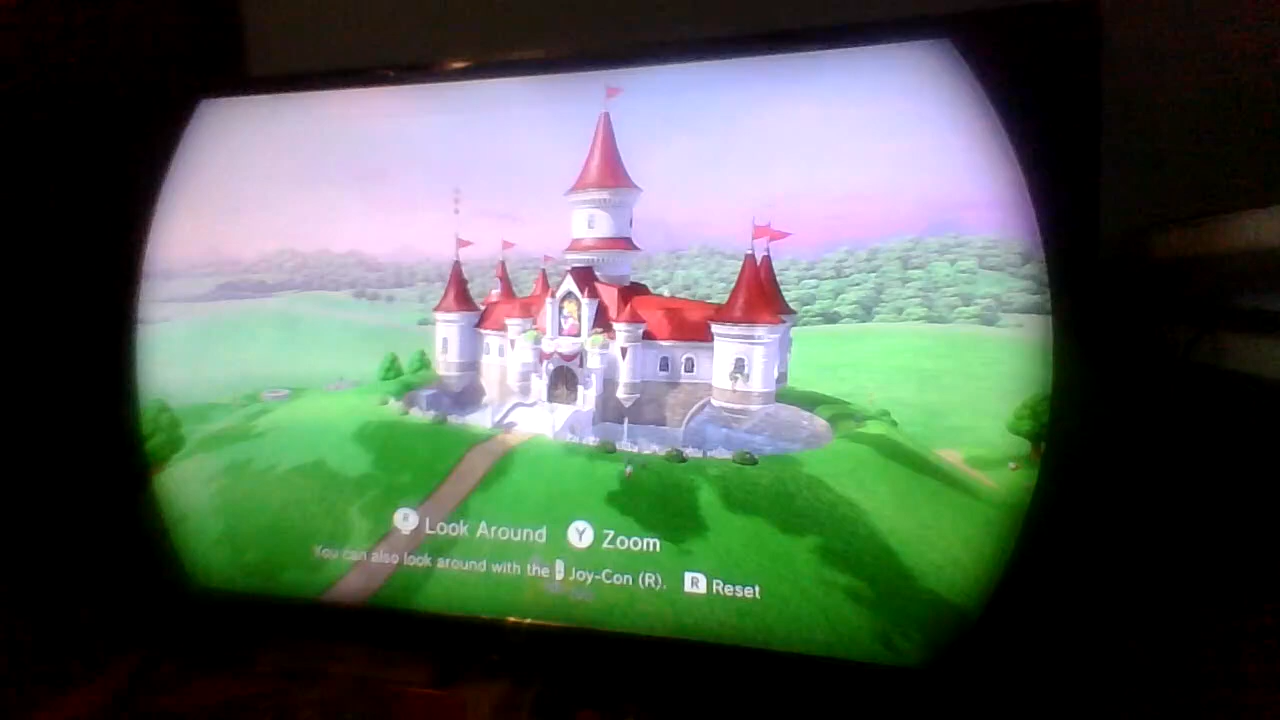 R Look Around Y Zoom
You can also look around with the Joy-Con (R). R Reset